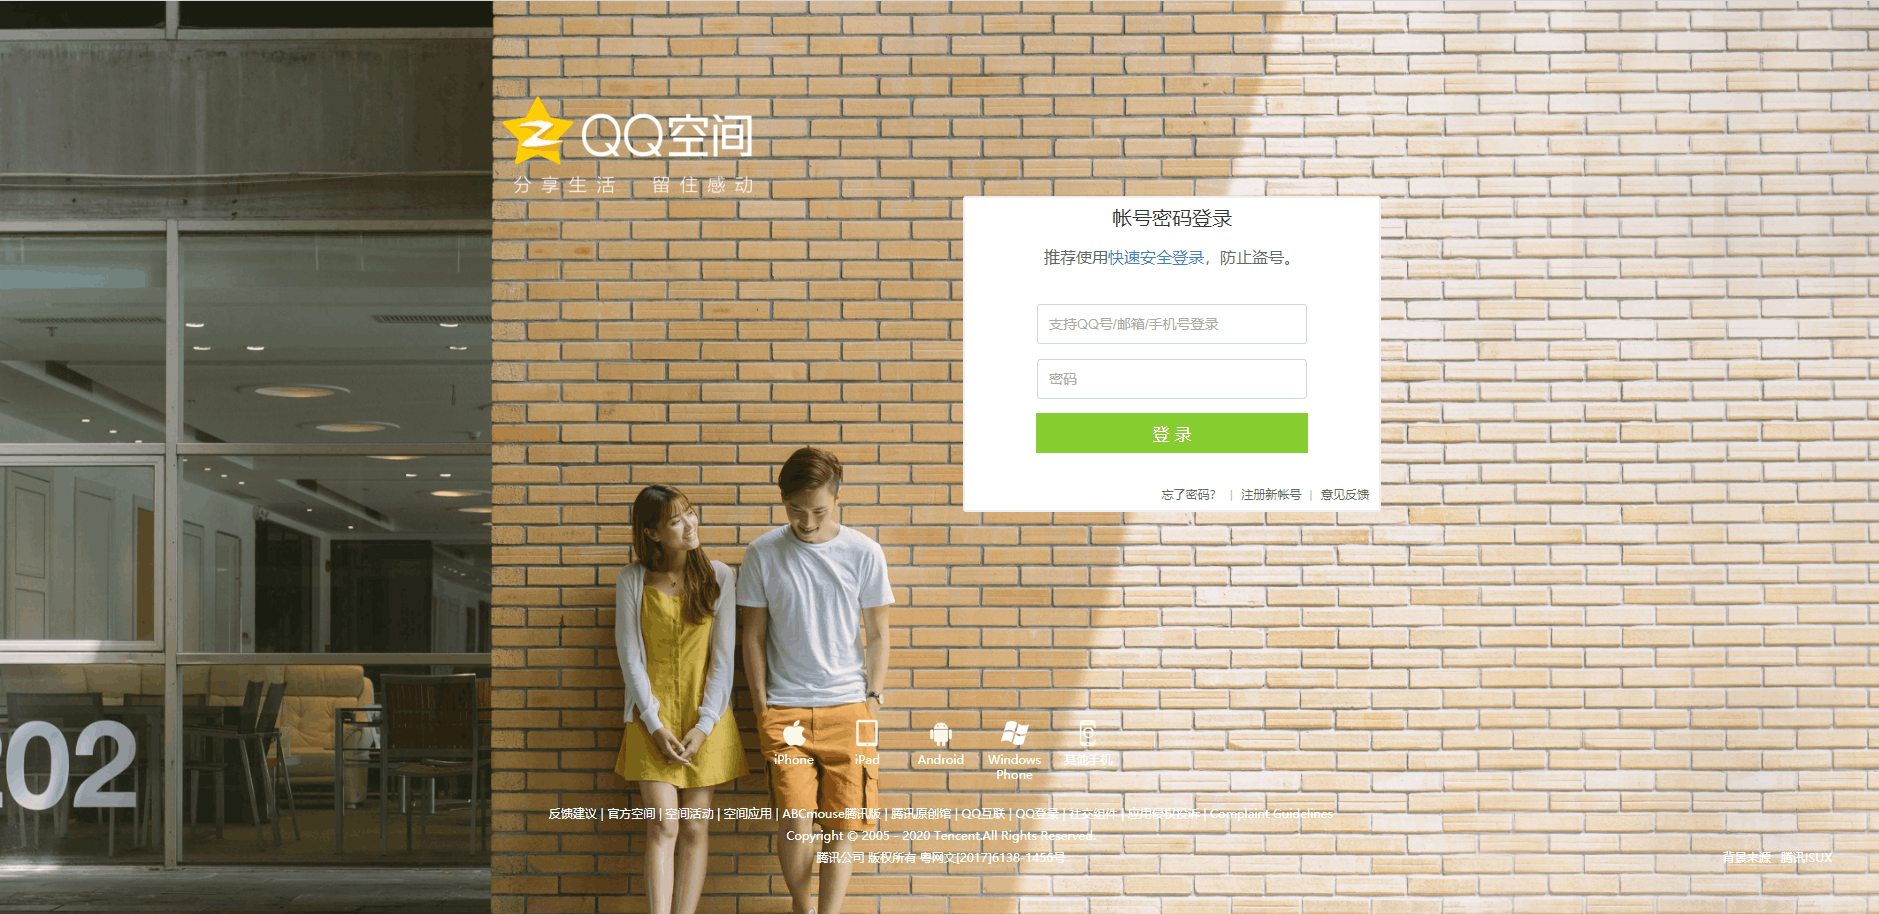 QQ空间
分享生活 留住感动
帐号密码登录
推荐使用快速安全登录，防止盗号。
支持QQ号/邮箱/手机号登录
密码
登 录
忘了密码？ | 注册新帐号 | 意见反馈
202
iPhone
iPad
Android
Windows Phone
其他手机
反馈建议 | 官方空间 | 空间活动 | 空间应用 | ABCmouse腾讯版 | 腾讯原创馆 | QQ互联 | QQ登录 | 社交组件 | 应用侵权投诉 | Complaint Guidelines
Copyright © 2005 - 2020 Tencent.All Rights Reserved.
腾讯公司 版权所有 粤网文[2017]6138-1456号
背景来源 腾讯ISUX